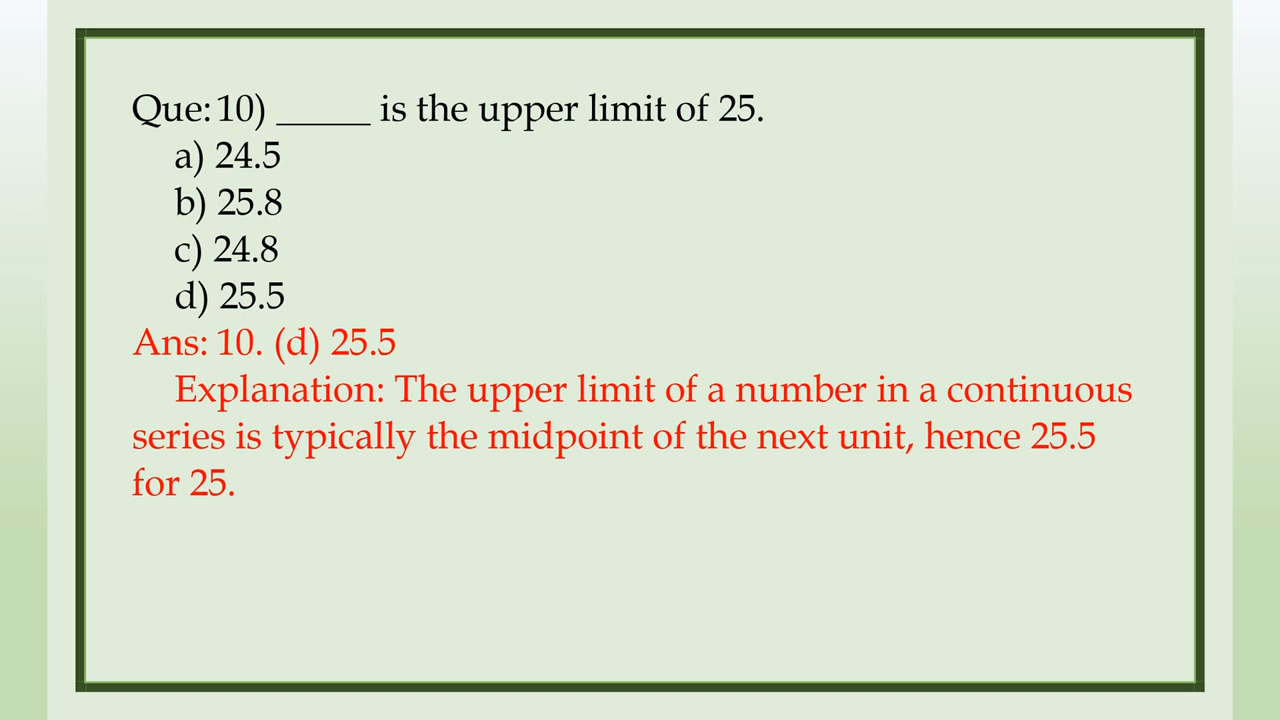 Que: 10) _____ is the upper limit of 25.
a) 24.5
b) 25.8
c) 24.8
d) 25.5
Ans: 10. (d) 25.5
Explanation: The upper limit of a number in a continuous
series is typically the midpoint of the next unit, hence 25.5
for 25.